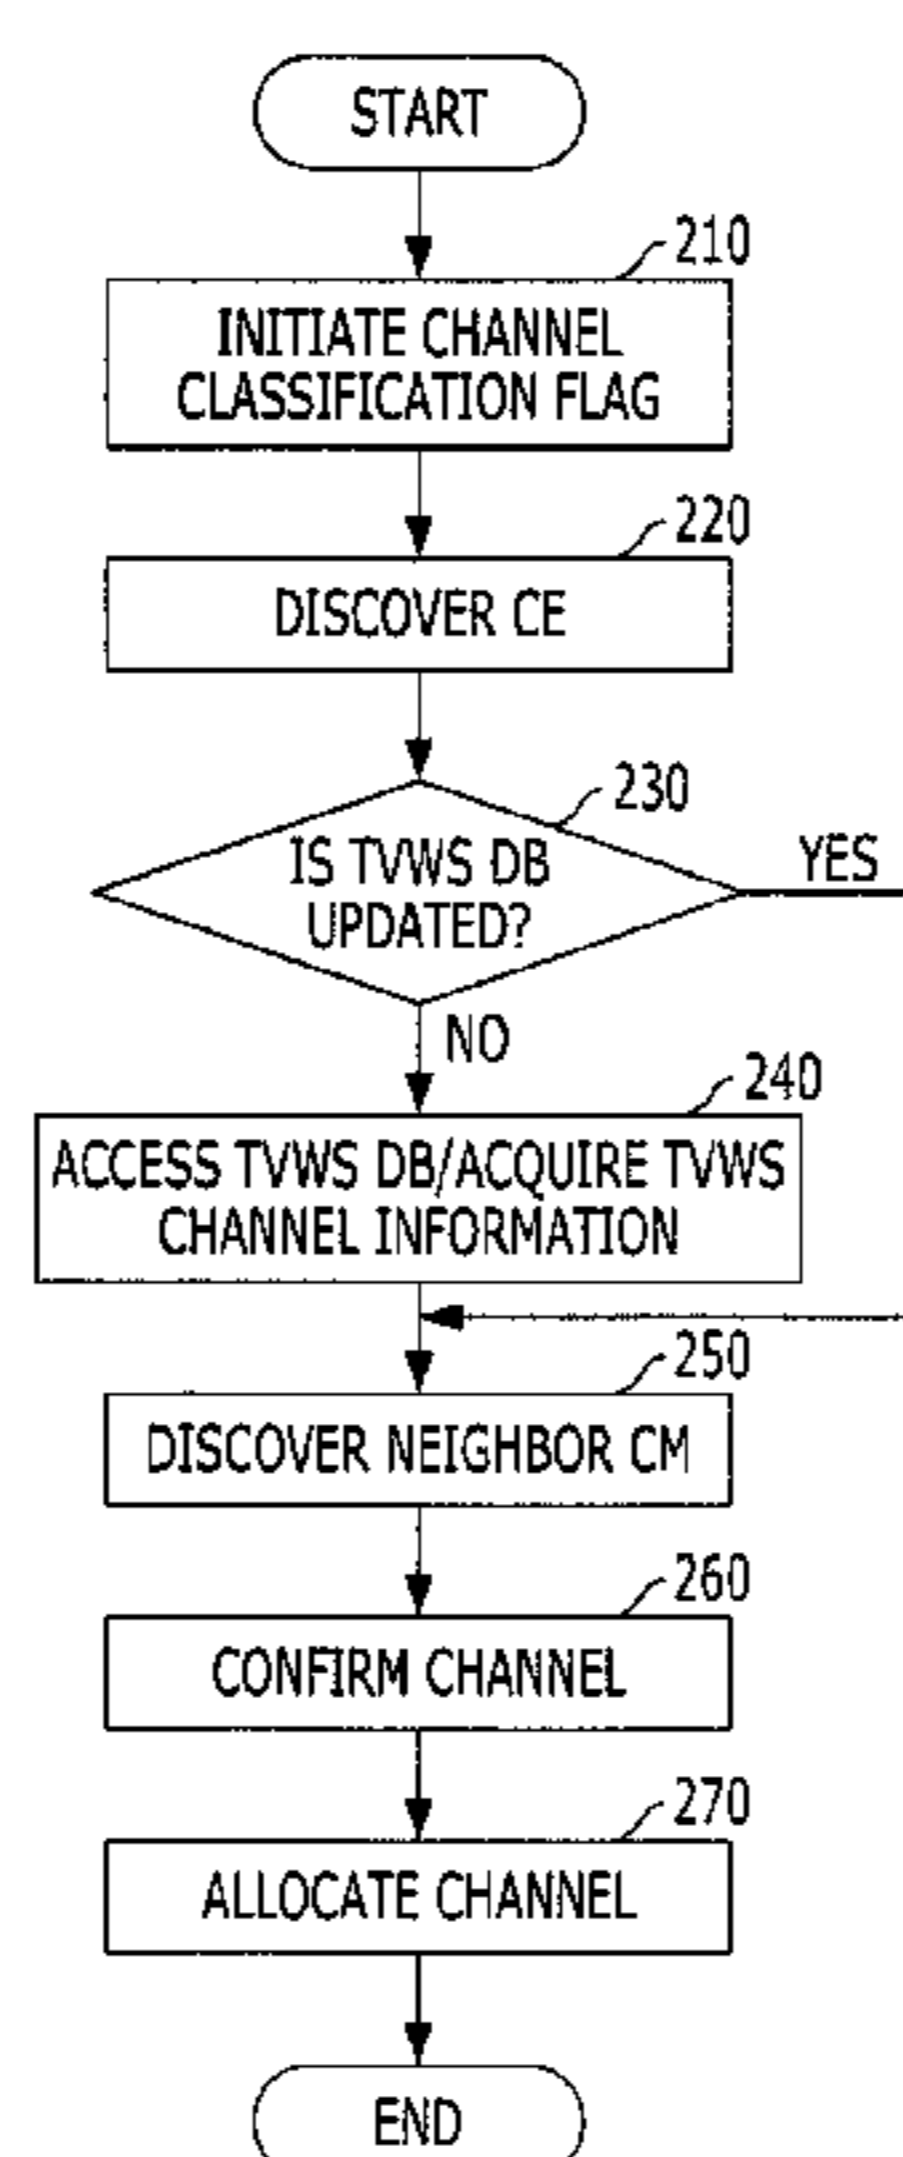 START
210
INITIATE CHANNEL
CLASSIFICATION FLAG
220
DISCOVER CE
230
IS TVWS DB
UPDATED?
YES
NO
240
ACCESS TVWS DB/ACQUIRE TVWS
CHANNEL INFORMATION
250
DISCOVER NEIGHBOR CM
260
CONFIRM CHANNEL
270
ALLOCATE CHANNEL
END